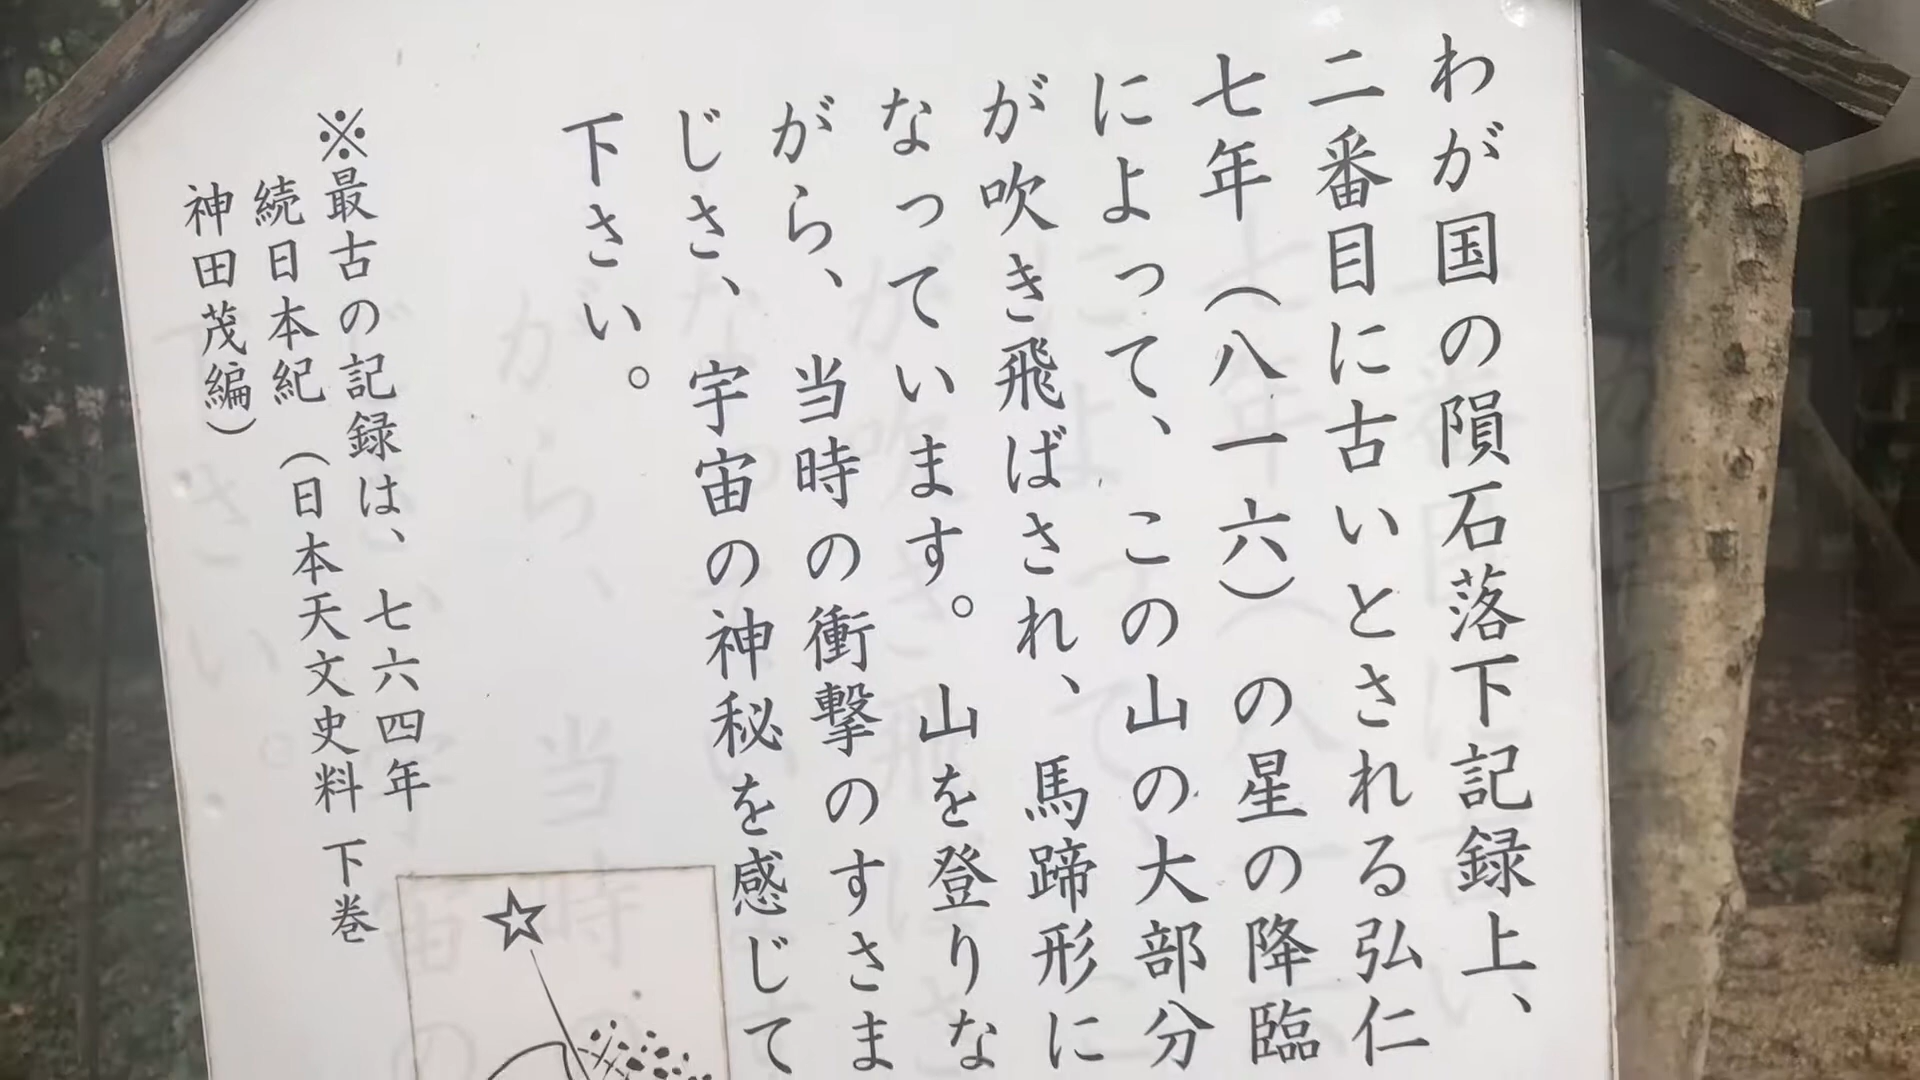 わが国の隕石落下記録上、
二番目に古いとされる弘仁
七年（八一六）の星の降臨
によって、この山の大部分
が吹き飛ばされ、馬蹄形に
なっています。山を登りな
がら、当時の衝撃のすさま
じさ、宇宙の神秘を感じて
下さい。
※最古の記録は、七六四年
続日本紀（日本天文史料 下巻
神田茂編）